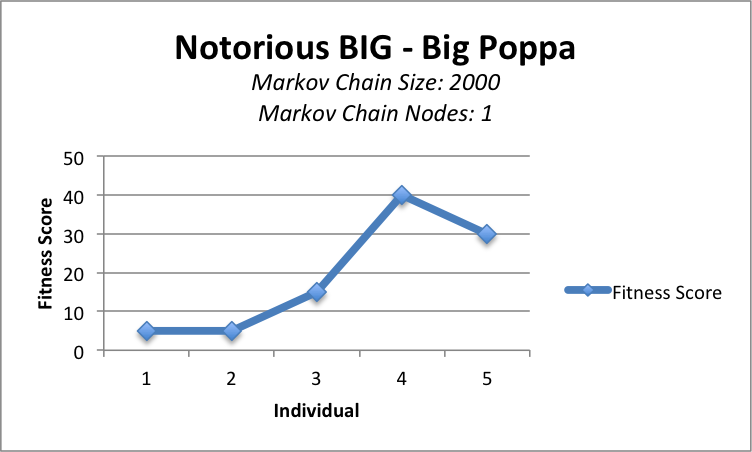 Notorious BIG - Big Poppa
Markov Chain Size: 2000
Markov Chain Nodes: 1
50
40
30
20
10
0
Fitness Score
1 2 3 4 5
Individual
Fitness Score